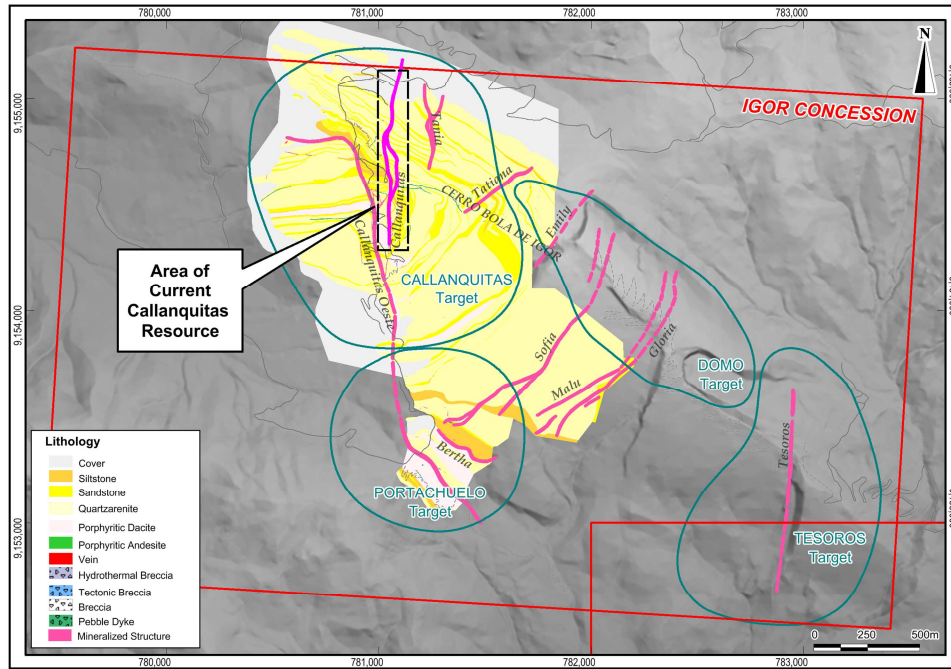 780,000
781,000
782,000
783,000
N
IGOR CONCESSION
9,155,000
9,154,000
9,153,000
Tania
Tatiana
CERRO BOLA DE IGOR
Emily
Callanquitas
Callanquitas Oeste
Area of
Current
Callanquitas
Resource
CALLANQUITAS
Target
Sofia
Gloria
Malu
DOMO
Target
Bertha
PORTACHUELO
Target
Tesoros
TESOROS
Target
Lithology
Cover
Siltstone
Sandstone
Quartzarenite
Porphyritic Dacite
Porphyritic Andesite
Vein
Hydrothermal Breccia
Tectonic Breccia
Breccia
Pebble Dyke
Mineralized Structure
0 250 500m
780,000
781,000
782,000
783,000